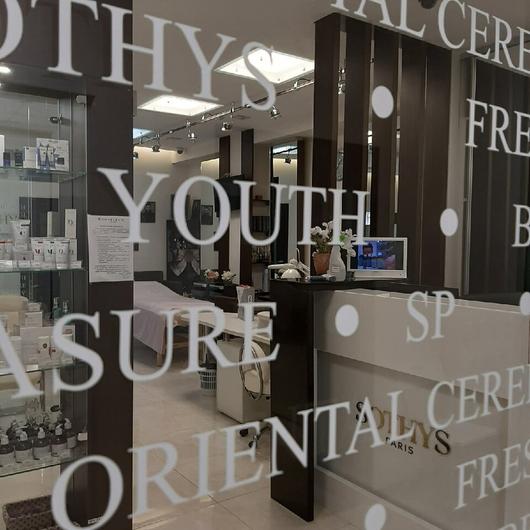 OTHYS
AL CERE
FRE
YOUTH
B
ASURE
SP
ORIENTAL CERE
SOTHYS
PARIS
FRES